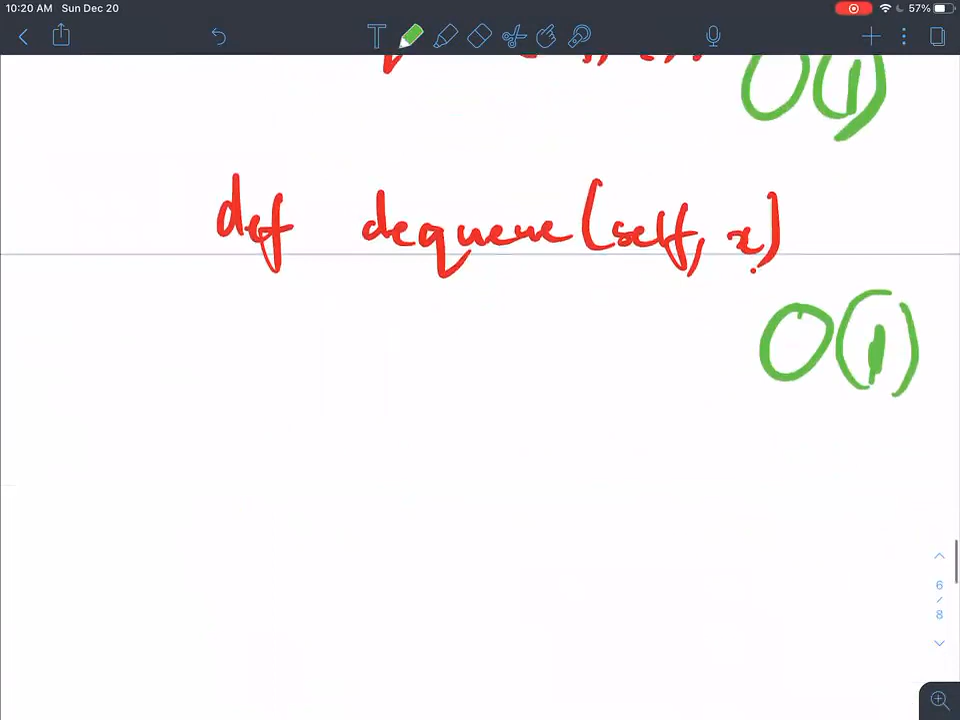 10:20 AM Sun Dec 20
57%
T
O(1)
def dequeue(self, x)
O(1)
6
/
8